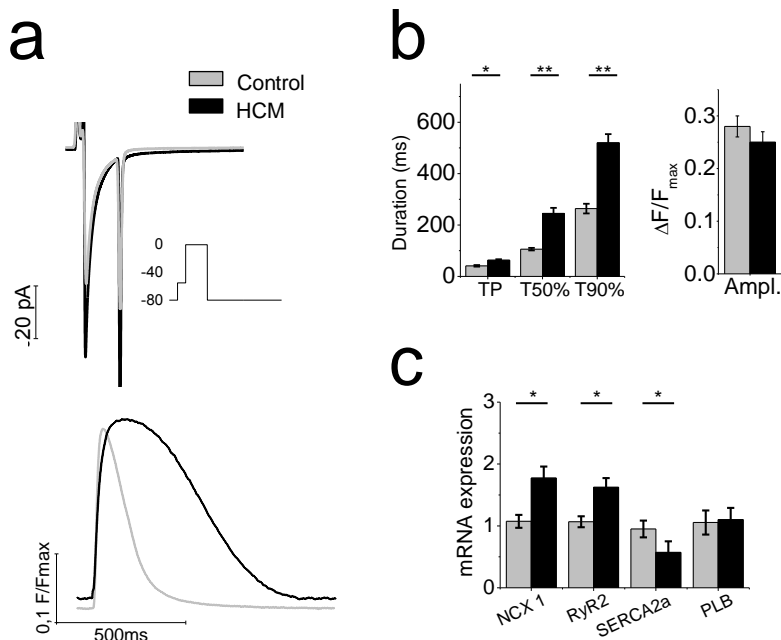 a
Control
HCM
0
-40
-80
-20 pA
0,1 F/Fmax
500ms
b
* ** **
Duration (ms)
600
400
200
0
TP T50% T90%
ΔF/Fmax
0.3
0.2
0.1
0.0
Ampl.
c
* * *
mRNA expression
3
2
1
0
NCX 1 RyR2 SERCA2a PLB